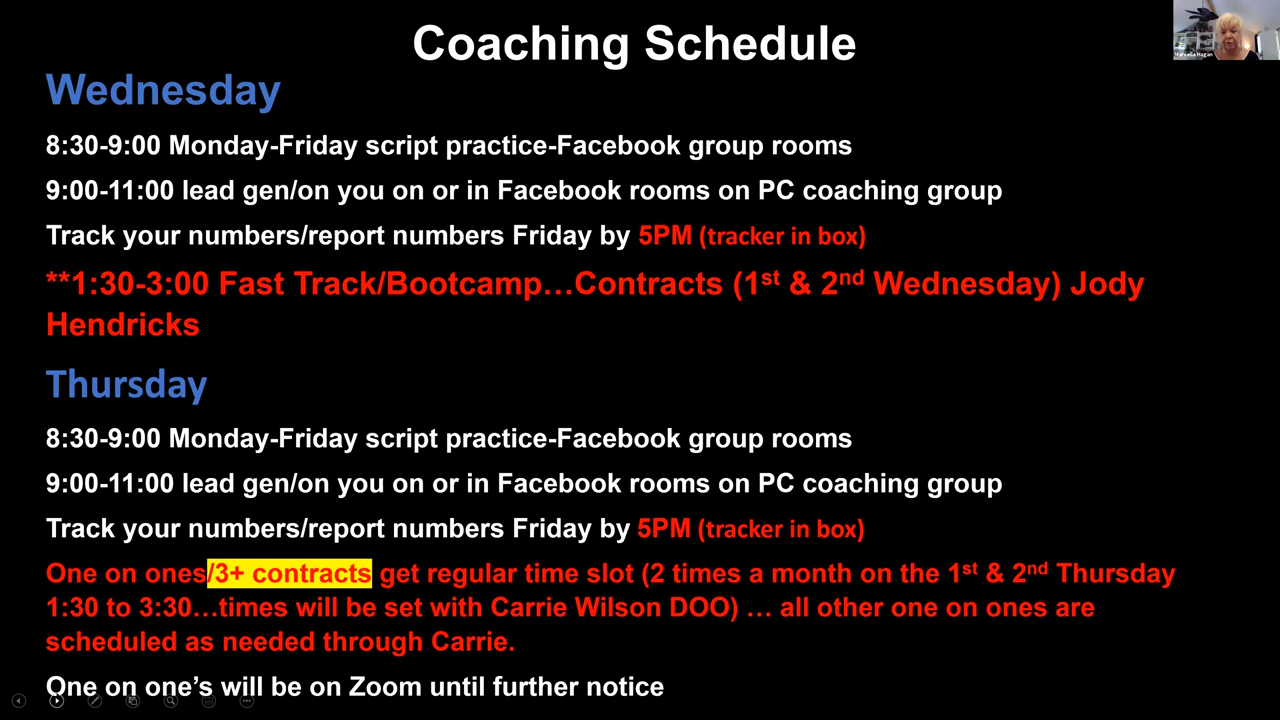 Coaching Schedule
Marcella Hagan
Wednesday
8:30-9:00 Monday-Friday script practice-Facebook group rooms
9:00-11:00 lead gen/on you on or in Facebook rooms on PC coaching group
Track your numbers/report numbers Friday by 5PM (tracker in box)
**1:30-3:00 Fast Track/Bootcamp…Contracts (1st & 2nd Wednesday) Jody
Hendricks
Thursday
8:30-9:00 Monday-Friday script practice-Facebook group rooms
9:00-11:00 lead gen/on you on or in Facebook rooms on PC coaching group
Track your numbers/report numbers Friday by 5PM (tracker in box)
One on ones/3+ contracts get regular time slot (2 times a month on the 1st & 2nd Thursday
1:30 to 3:30…times will be set with Carrie Wilson DOO) … all other one on ones are
scheduled as needed through Carrie.
One on one’s will be on Zoom until further notice